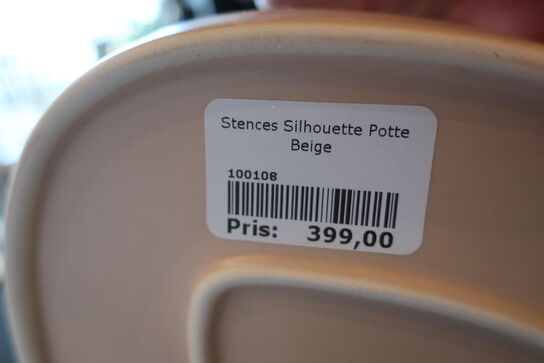 Stences Silhouette Potte
Beige
100108
Pris: 399,00